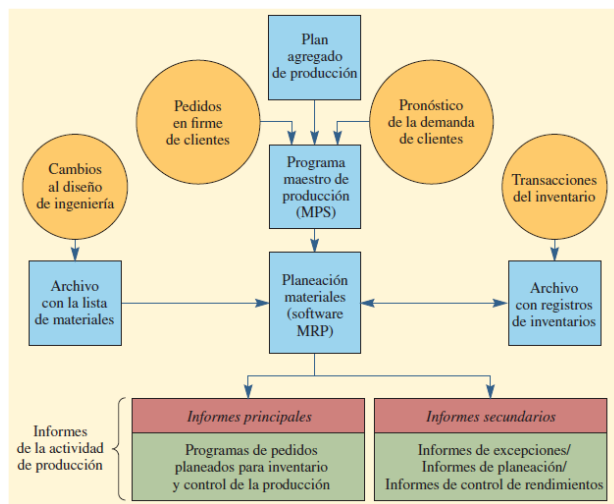 Plan
agregado
de producción
Pedidos
en firme
de clientes
Pronóstico
de la demanda
de clientes
Cambios
al diseño
de ingeniería
Programa
maestro de
producción
(MPS)
Transacciones
del inventario
Archivo
con la lista
de materiales
Planeación
materiales
(software
MRP)
Archivo
con registros
de inventarios
Informes
de la actividad
de producción
Informes principales
Programas de pedidos
planeados para inventario
y control de la producción
Informes secundarios
Informes de excepciones/
Informes de planeación/
Informes de control de rendimientos